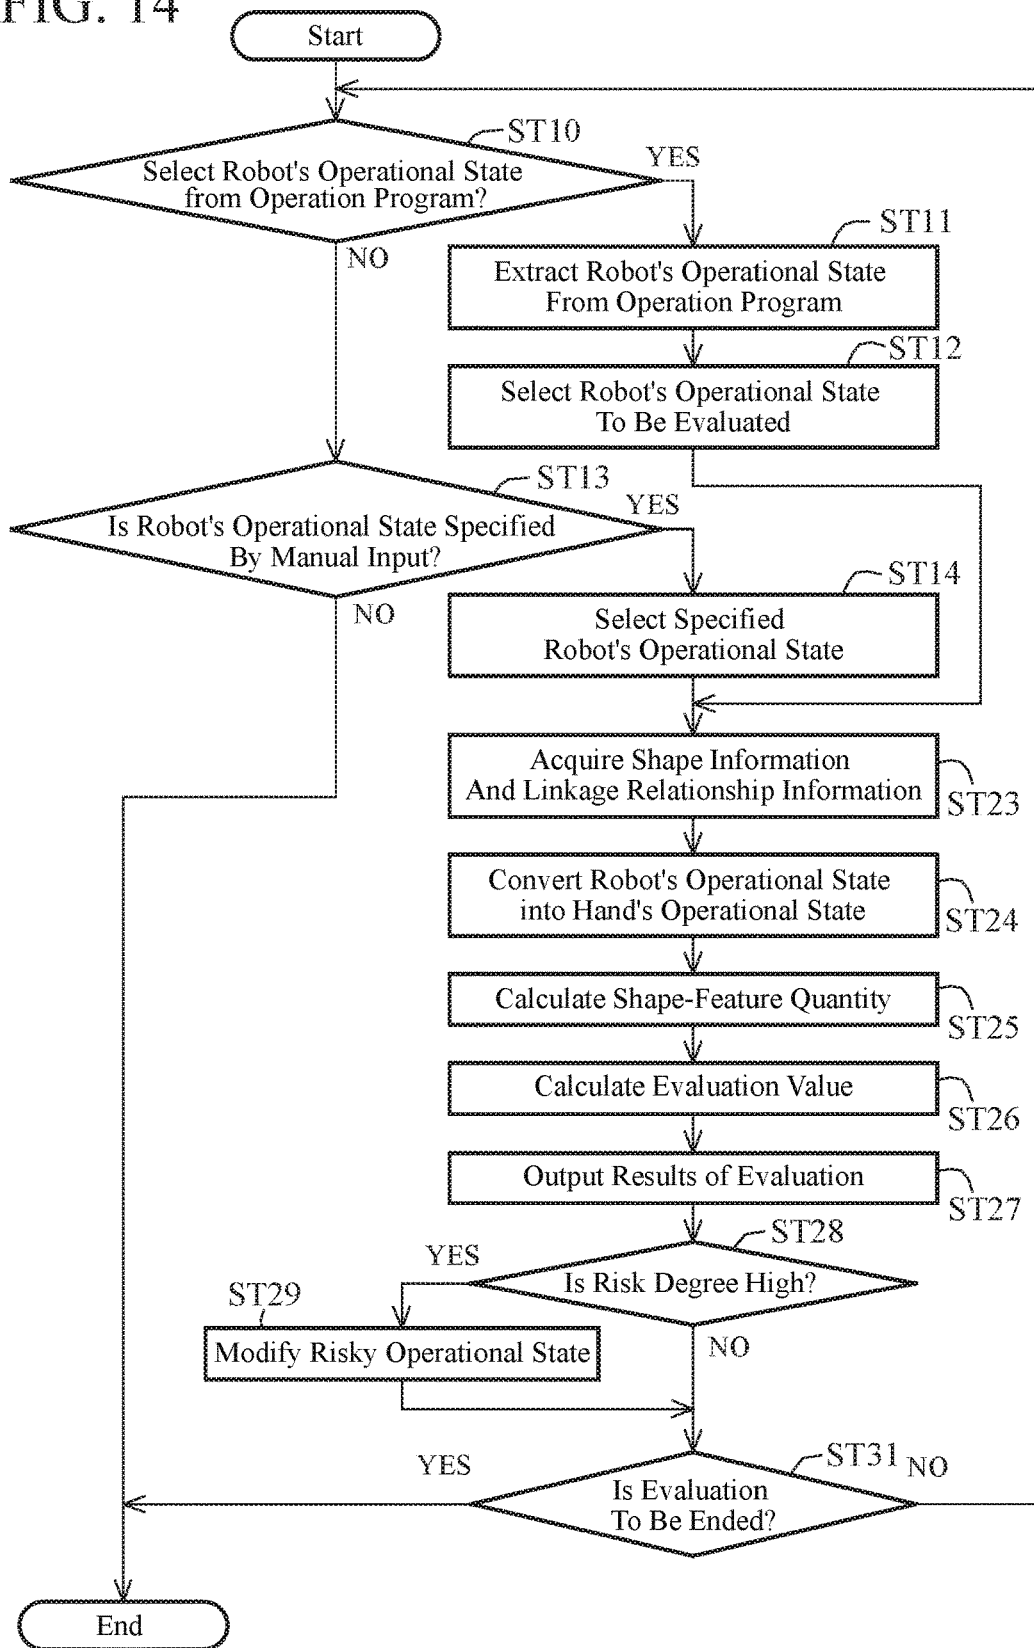 FIG. 14
Start
ST10
Select Robot's Operational State
from Operation Program?
YES
NO
ST11
Extract Robot's Operational State
From Operation Program
ST12
Select Robot's Operational State
To Be Evaluated
ST13
Is Robot's Operational State Specified
By Manual Input?
YES
NO
ST14
Select Specified
Robot's Operational State
Acquire Shape Information
And Linkage Relationship Information
ST23
Convert Robot's Operational State
into Hand's Operational State
ST24
Calculate Shape-Feature Quantity
ST25
Calculate Evaluation Value
ST26
Output Results of Evaluation
ST27
ST28
YES
Is Risk Degree High?
ST29
NO
Modify Risky Operational State
ST31
YES
NO
Is Evaluation
To Be Ended?
End